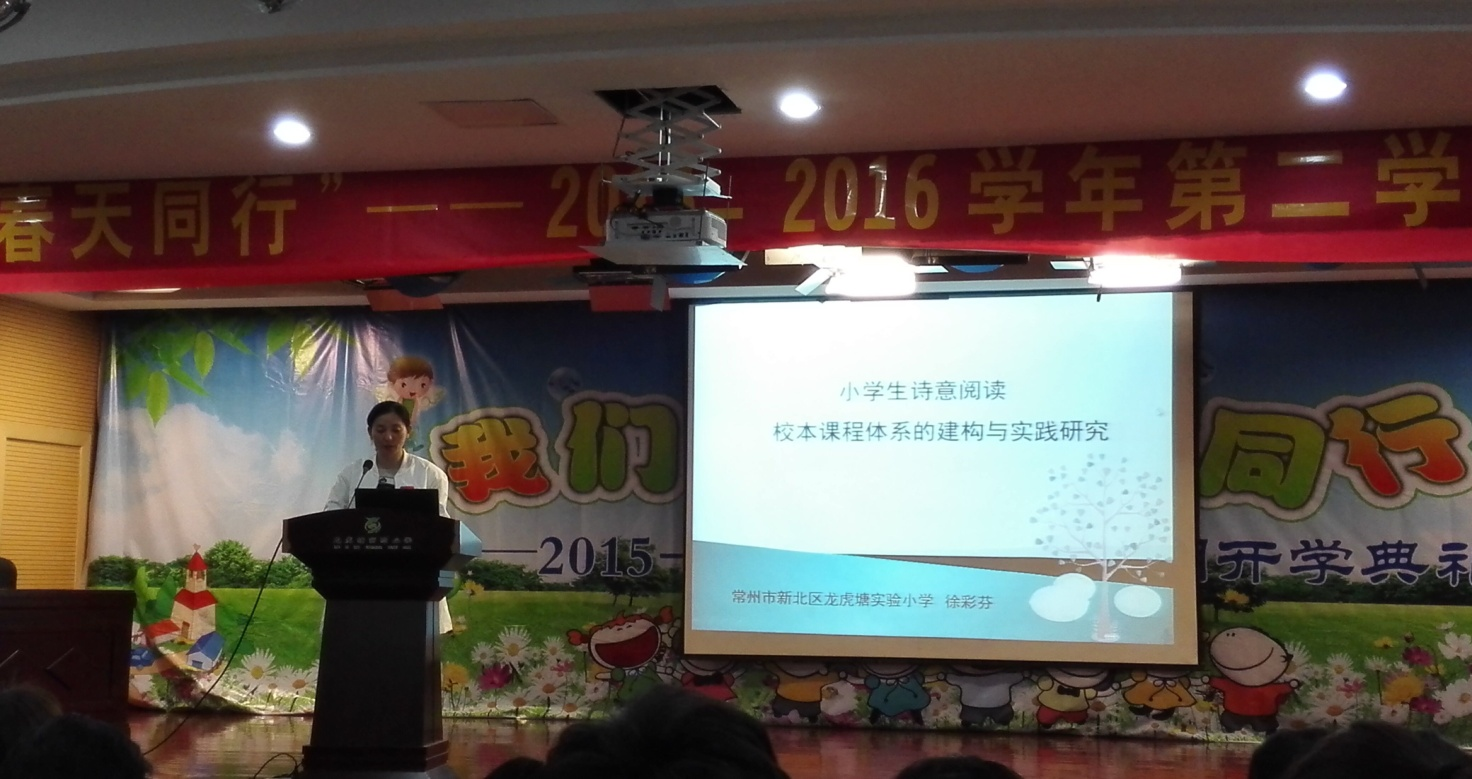 春天同行”——20 2016学年第二学
小学生诗意阅读
校本课程体系的建构与实践研究
常州市新北区龙虎塘实验小学 徐彩芬
我们 同行
——2015— 开学典礼